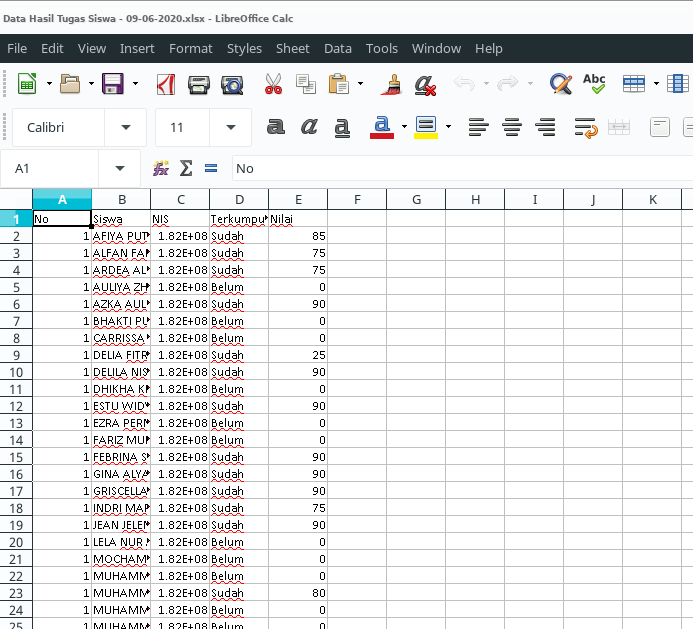 Data Hasil Tugas Siswa - 09-06-2020.xlsx - LibreOffice Calc
File Edit View Insert Format Styles Sheet Data Tools Window Help
Abc
Calibri 11 a a a a
A1 fx Σ = No
A B C D E F G H I J K
1 No Siswa NIS Terkumpu Nilai
2 1 AFIYA PUT 1.82E+08 Sudah 85
3 1 ALFAN FA 1.82E+08 Sudah 75
4 1 ARDEA AL 1.82E+08 Sudah 75
5 1 AULIYA ZH 1.82E+08 Belum 0
6 1 AZKA AUL 1.82E+08 Sudah 90
7 1 BHAKTI PU 1.82E+08 Belum 0
8 1 CARRISSA 1.82E+08 Belum 0
9 1 DELIA FITR 1.82E+08 Sudah 25
10 1 DELILA NIS 1.82E+08 Sudah 90
11 1 DHIKHA K 1.82E+08 Belum 0
12 1 ESTU WID 1.82E+08 Sudah 90
13 1 EZRA PER 1.82E+08 Belum 0
14 1 FARIZ MU 1.82E+08 Belum 0
15 1 FEBRINA S 1.82E+08 Sudah 90
16 1 GINA ALYA 1.82E+08 Sudah 90
17 1 GRISCELLA 1.82E+08 Sudah 90
18 1 INDRI MA 1.82E+08 Sudah 75
19 1 JEAN JELE 1.82E+08 Sudah 90
20 1 LELA NUR 1.82E+08 Belum 0
21 1 MOCHAM 1.82E+08 Belum 0
22 1 MUHAMM 1.82E+08 Belum 0
23 1 MUHAMM 1.82E+08 Sudah 80
24 1 MUHAMM 1.82E+08 Belum 0
25 1 MUHAMM 1.82E+08 Belum 0